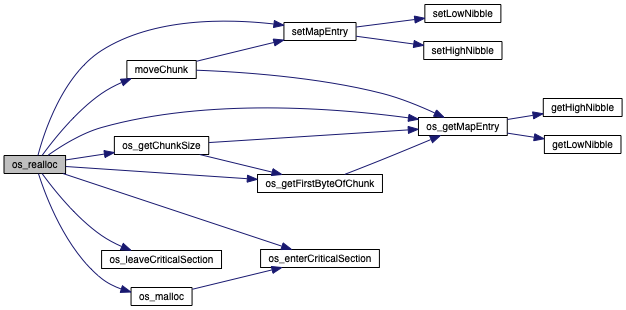 setLowNibble
setMapEntry
setHighNibble
moveChunk
getHighNibble
os_getMapEntry
os_getChunkSize
getLowNibble
os_realloc
os_getFirstByteOfChunk
os_leaveCriticalSection
os_enterCriticalSection
os_malloc